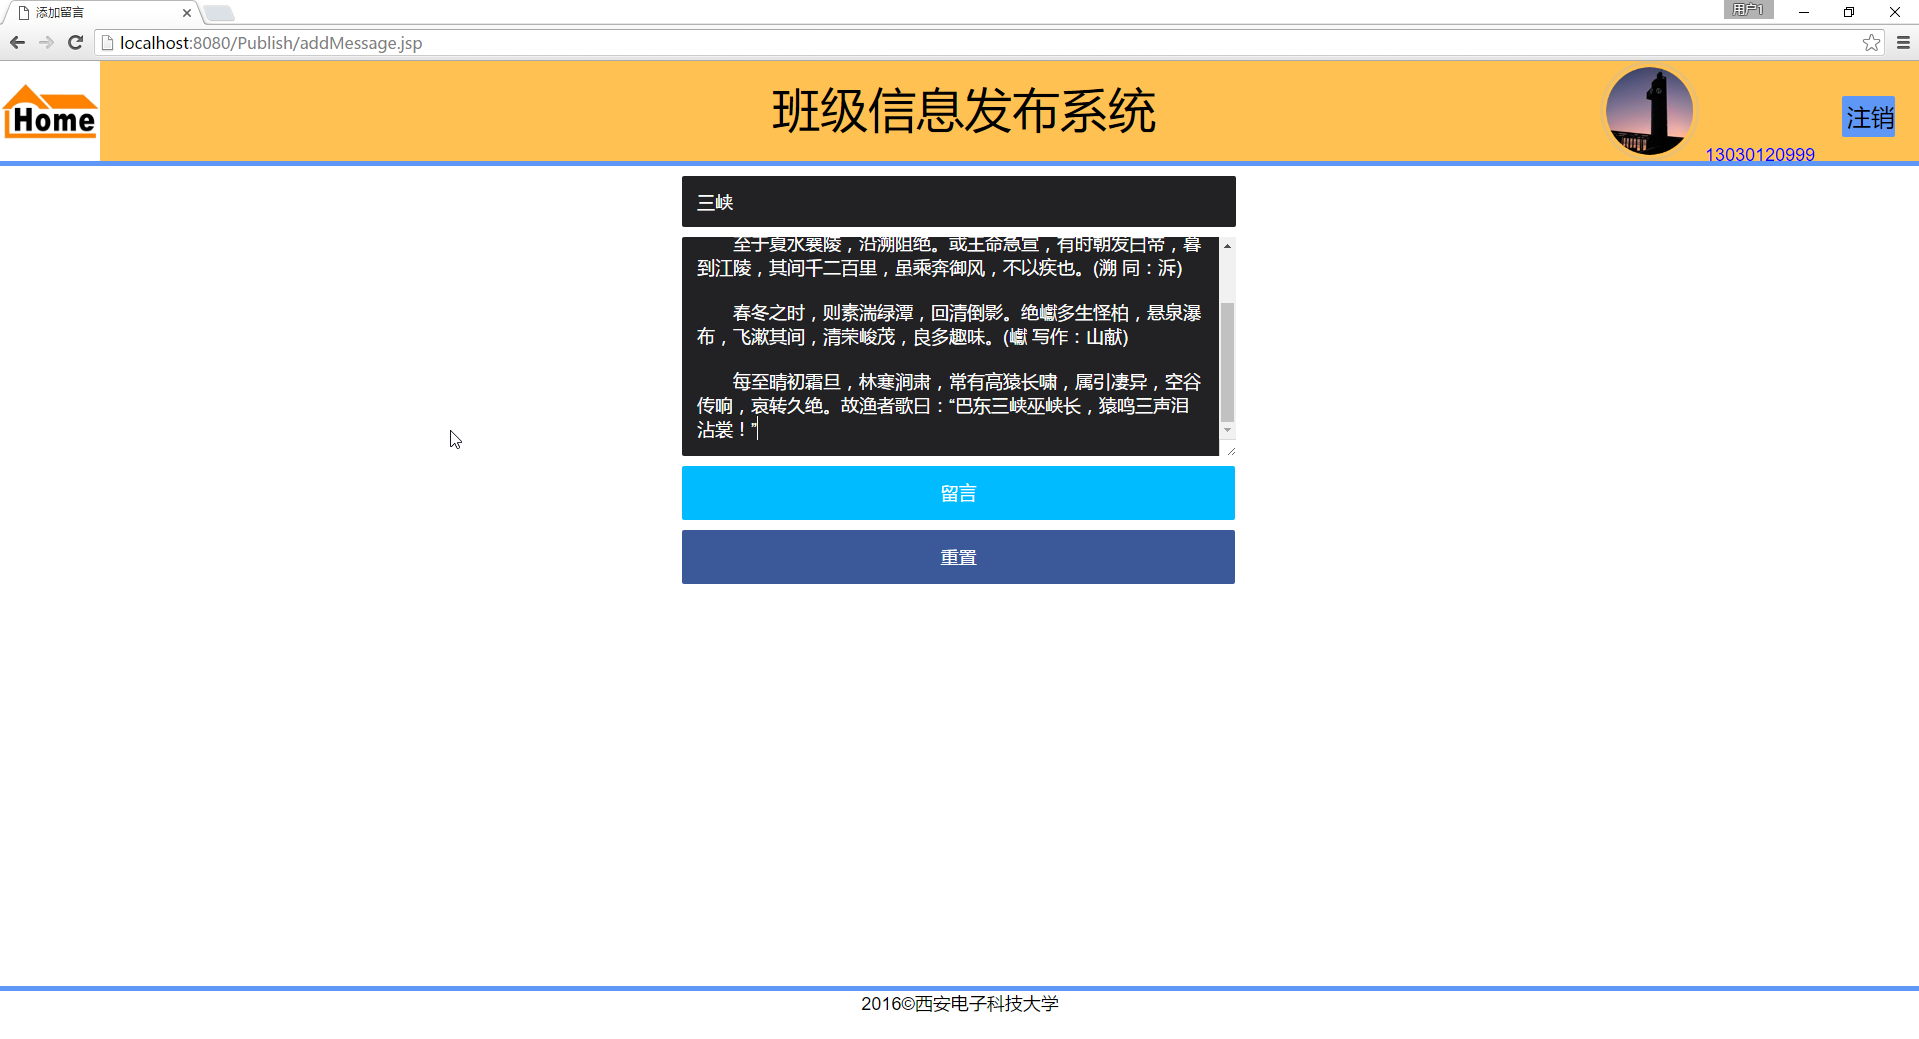 添加留言
用户1
localhost:8080/Publish/addMessage.jsp
Home
班级信息发布系统
13030120999
注销
三峡
至于夏水襄陵，沿溯阻绝。或王命急宣，有时朝发白帝，暮
到江陵，其间千二百里，虽乘奔御风，不以疾也。(溯 同：泝)
春冬之时，则素湍绿潭，回清倒影。绝巘多生怪柏，悬泉瀑
布，飞漱其间，清荣峻茂，良多趣味。(巘 写作：山献)
每至晴初霜旦，林寒涧肃，常有高猿长啸，属引凄异，空谷
传响，哀转久绝。故渔者歌曰：“巴东三峡巫峡长，猿鸣三声泪
沾裳！”
留言
重置
2016©西安电子科技大学